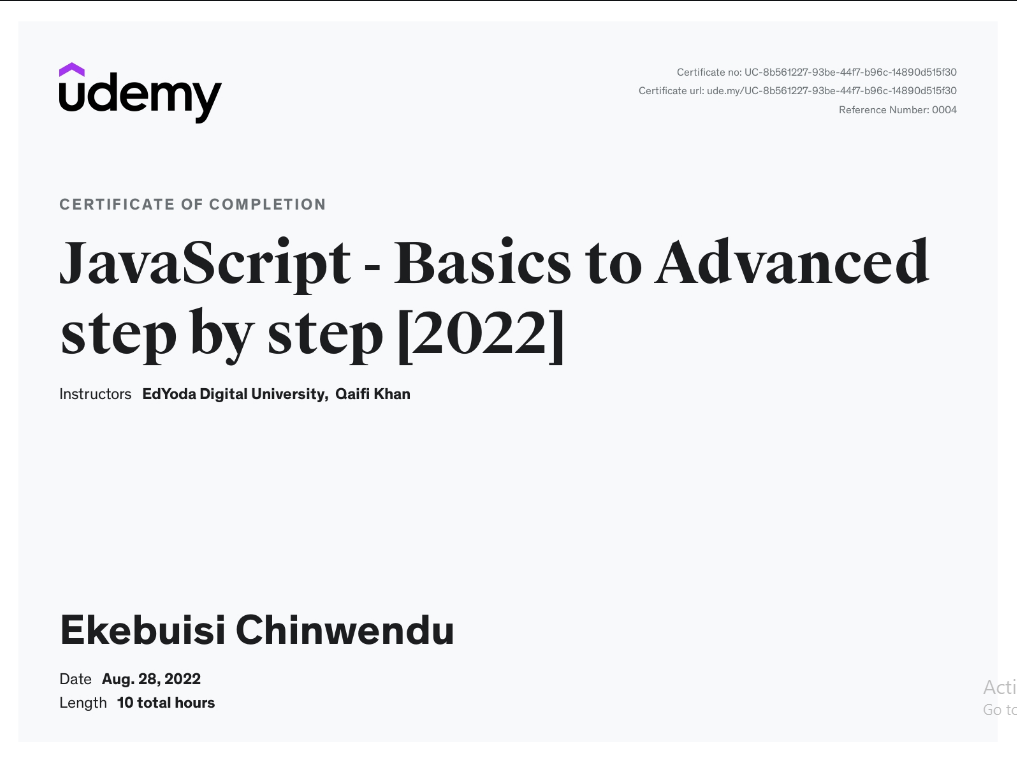 udemy
Certificate no: UC-8b561227-93be-44f7-b96c-14890d515f30
Certificate url: ude.my/UC-8b561227-93be-44f7-b96c-14890d515f30
Reference Number: 0004
CERTIFICATE OF COMPLETION
JavaScript - Basics to Advanced
step by step [2022]
Instructors EdYoda Digital University, Qaifi Khan
Ekebuisi Chinwendu
Date Aug. 28, 2022
Length 10 total hours
Acti
Go to